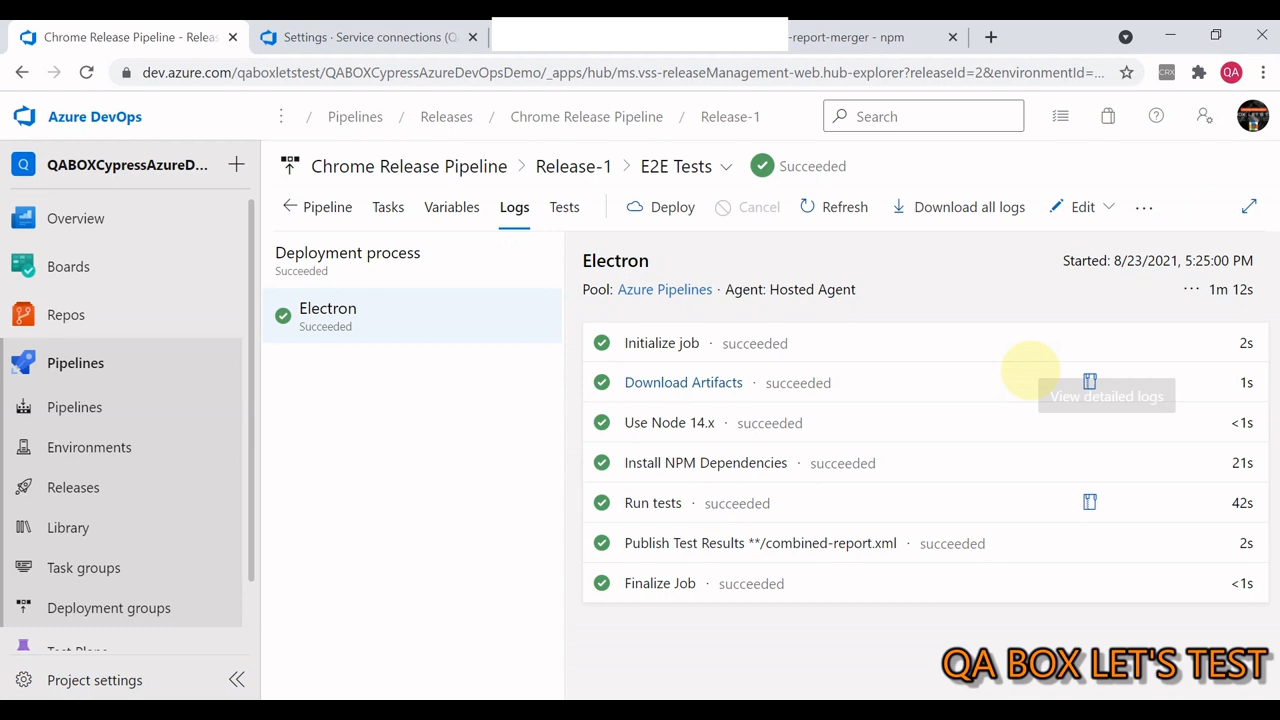 Chrome Release Pipeline - Releas
Settings · Service connections (QA
-report-merger - npm
dev.azure.com/qaboxletstest/QABOXCypressAzureDevOpsDemo/_apps/hub/ms.vss-releaseManagement-web.hub-explorer?releaseId=2&environmentId=...
CRX
QA
Azure DevOps
/ Pipelines / Releases / Chrome Release Pipeline / Release-1
Search
Q
QABOXCypressAzureD...
Overview
Boards
Repos
Pipelines
Pipelines
Environments
Releases
Library
Task groups
Deployment groups
Test Plans
Project settings
Chrome Release Pipeline > Release-1 > E2E Tests
Succeeded
Pipeline Tasks Variables Logs Tests Deploy Cancel Refresh Download all logs Edit ...
Deployment process
Succeeded
Electron
Succeeded
Electron
Started: 8/23/2021, 5:25:00 PM
Pool: Azure Pipelines · Agent: Hosted Agent
... 1m 12s
Initialize job · succeeded 2s
Download Artifacts · succeeded 1s
View detailed logs
Use Node 14.x · succeeded <1s
Install NPM Dependencies · succeeded 21s
Run tests · succeeded 42s
Publish Test Results **/combined-report.xml · succeeded 2s
Finalize Job · succeeded <1s
QA BOX LET'S TEST